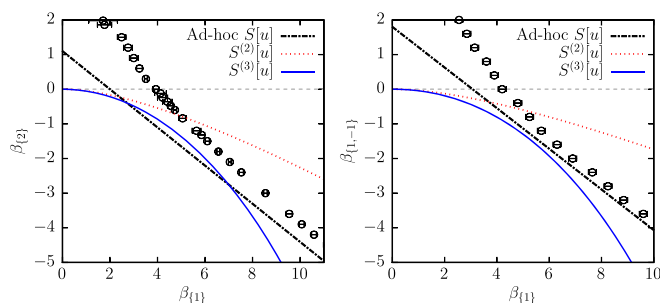 2
1
0
−1
−2
−3
−4
−5
0
2
4
6
8
10
β{2}
β{1}
Ad-hoc S[u]
S(2)[u]
S(3)[u]
2
1
0
−1
−2
−3
−4
−5
0
2
4
6
8
10
β{1,−1}
β{1}
Ad-hoc S[u]
S(2)[u]
S(3)[u]